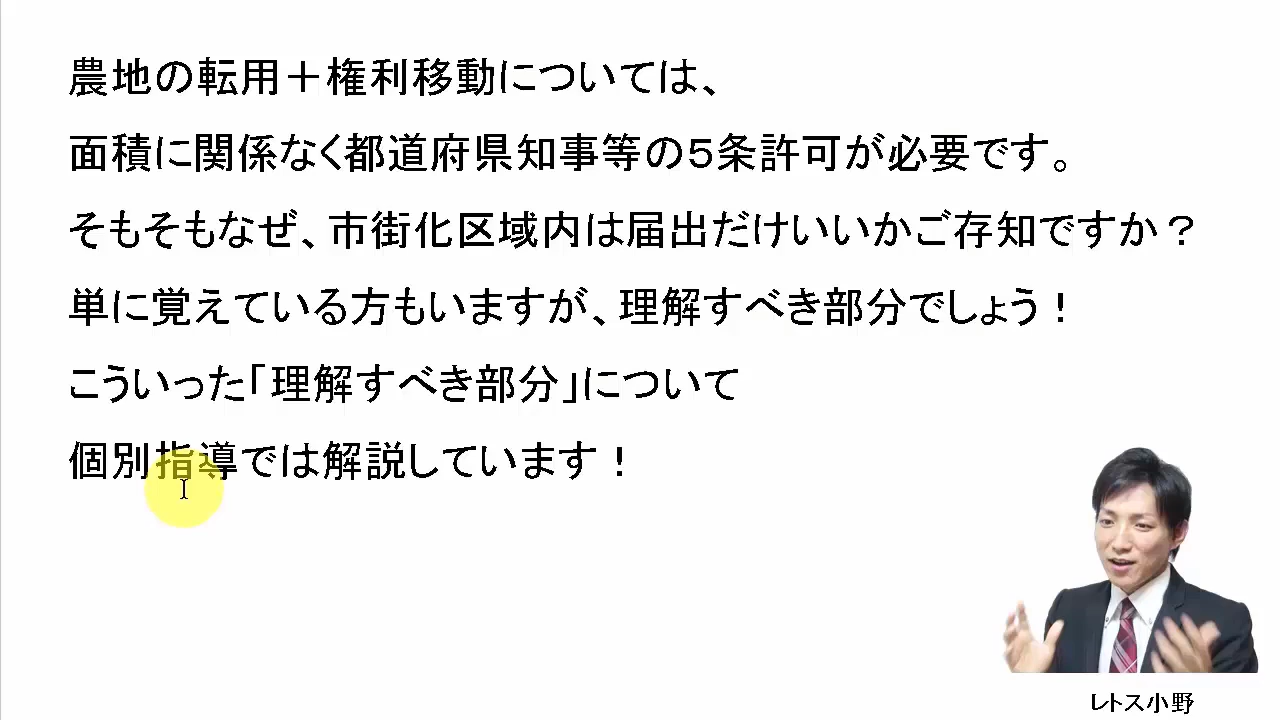 農地の転用＋権利移動については、
面積に関係なく都道府県知事等の５条許可が必要です。
そもそもなぜ、市街化区域内は届出だけいいかご存知ですか？
単に覚えている方もいますが、理解すべき部分でしょう！
こういった「理解すべき部分」について
個別指導では解説しています！
レトス小野